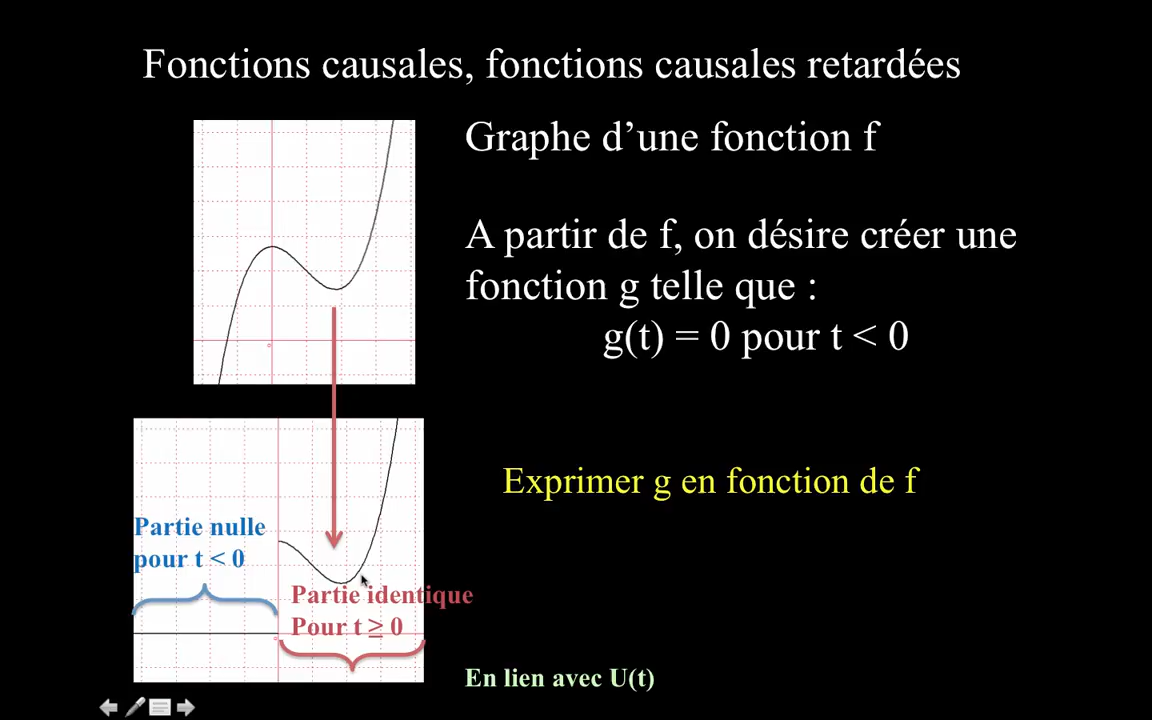 Fonctions causales, fonctions causales retardées
Graphe d’une fonction f
A partir de f, on désire créer une
fonction g telle que :
g(t) = 0 pour t < 0
Exprimer g en fonction de f
Partie nulle
pour t < 0
Partie identique
Pour t ≥ 0
En lien avec U(t)